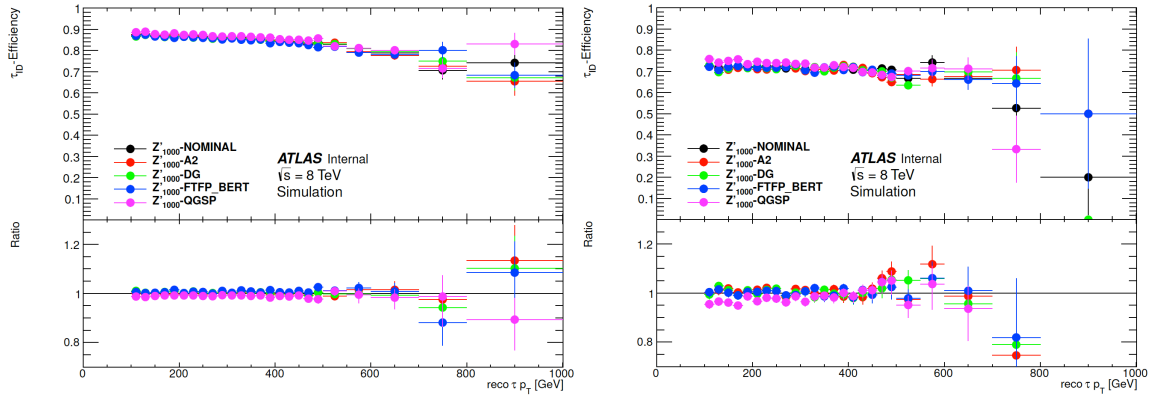 τID-Efficiency
1
0.9
0.8
0.7
0.6
0.5
0.4
0.3
0.2
0.1
Z'1000-NOMINAL
Z'1000-A2
Z'1000-DG
Z'1000-FTFP_BERT
Z'1000-QGSP
ATLAS Internal
√s = 8 TeV
Simulation
Ratio
1.2
1
0.8
0 200 400 600 800 1000
reco τ pT [GeV]
τID-Efficiency
1
0.9
0.8
0.7
0.6
0.5
0.4
0.3
0.2
0.1
Z'1000-NOMINAL
Z'1000-A2
Z'1000-DG
Z'1000-FTFP_BERT
Z'1000-QGSP
ATLAS Internal
√s = 8 TeV
Simulation
Ratio
1.2
1
0.8
0 200 400 600 800 1000
reco τ pT [GeV]